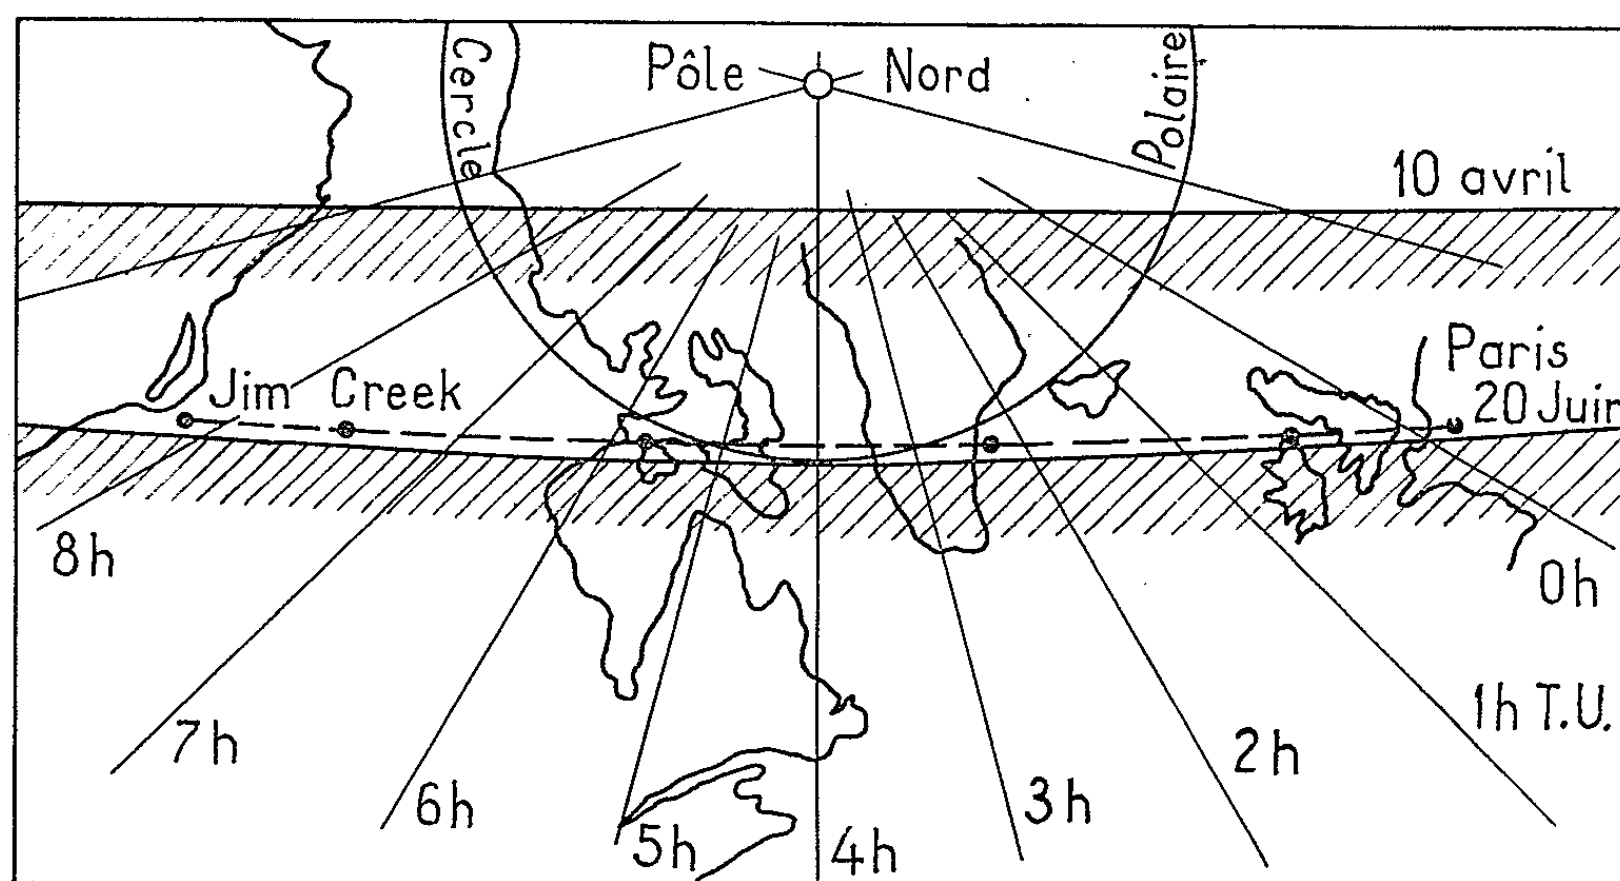 Cercle
Pôle Nord
Polaire
10 avril
Jim Creek
Paris
20 Juin
8h
0h
7h
1h T.U.
6h
2h
5h
4h
3h